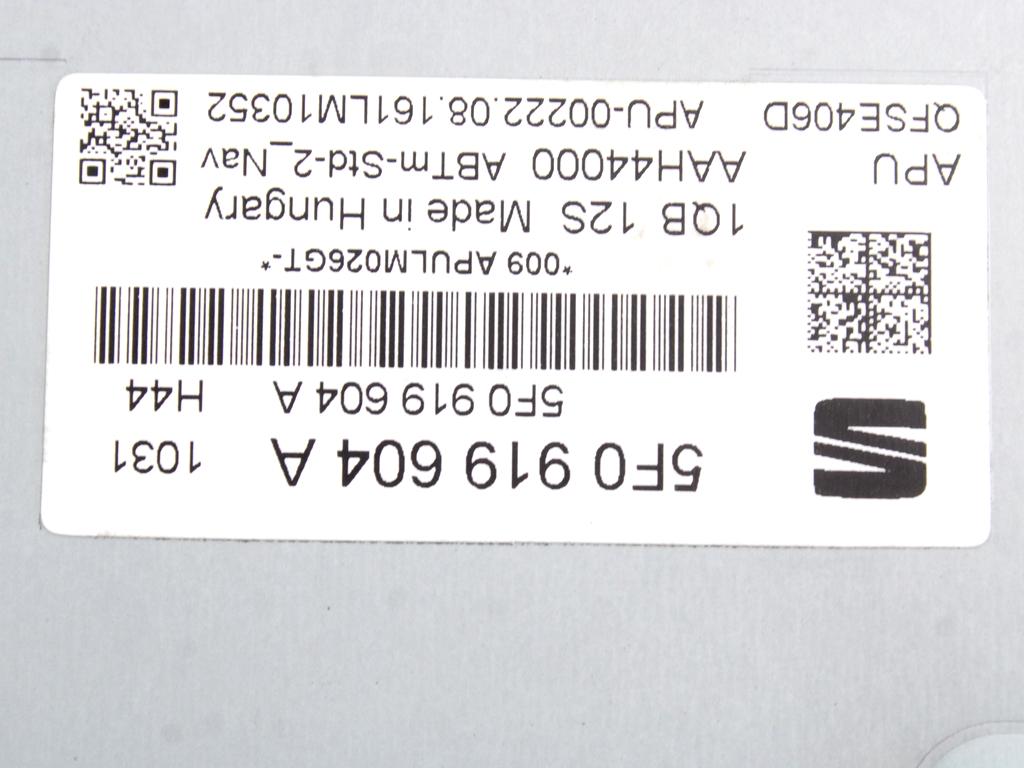 5F0 919 604 A 1031
5F0 919 604 A H44
*009 APULM026GT-*
1QB 12S Made in Hungary
APU AAH44000 ABTm-Std-2_Nav
QFSE406D APU-00222.08.161LM10352